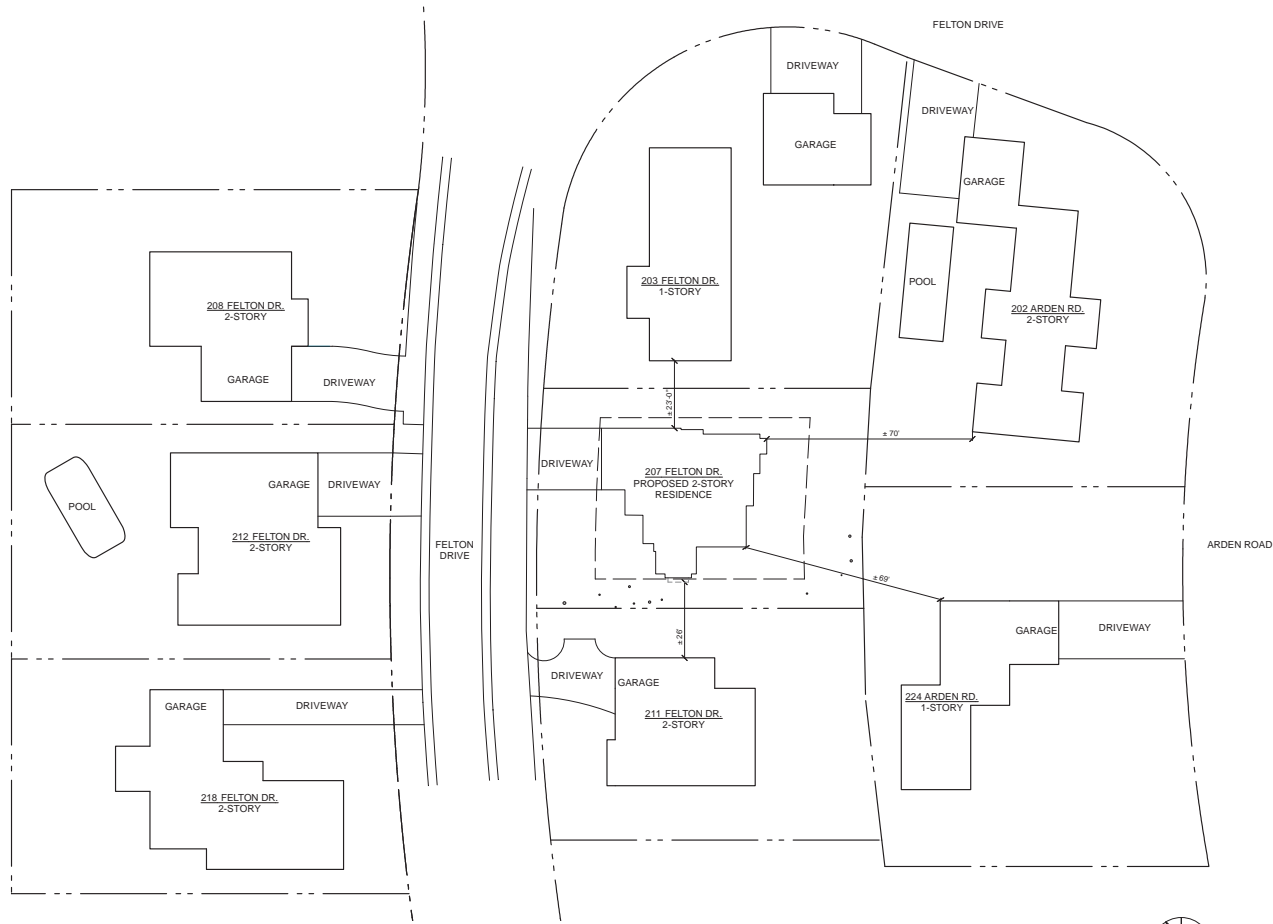 FELTON DRIVE
DRIVEWAY
GARAGE
DRIVEWAY
GARAGE
203 FELTON DR.
1-STORY
POOL
202 ARDEN RD.
2-STORY
208 FELTON DR.
2-STORY
GARAGE
DRIVEWAY
± 23'-0"
± 70'
DRIVEWAY
207 FELTON DR.
PROPOSED 2-STORY
RESIDENCE
POOL
GARAGE
DRIVEWAY
212 FELTON DR.
2-STORY
FELTON
DRIVE
ARDEN ROAD
± 69'
± 26'
GARAGE
DRIVEWAY
DRIVEWAY
GARAGE
211 FELTON DR.
2-STORY
224 ARDEN RD.
1-STORY
GARAGE
DRIVEWAY
218 FELTON DR.
2-STORY